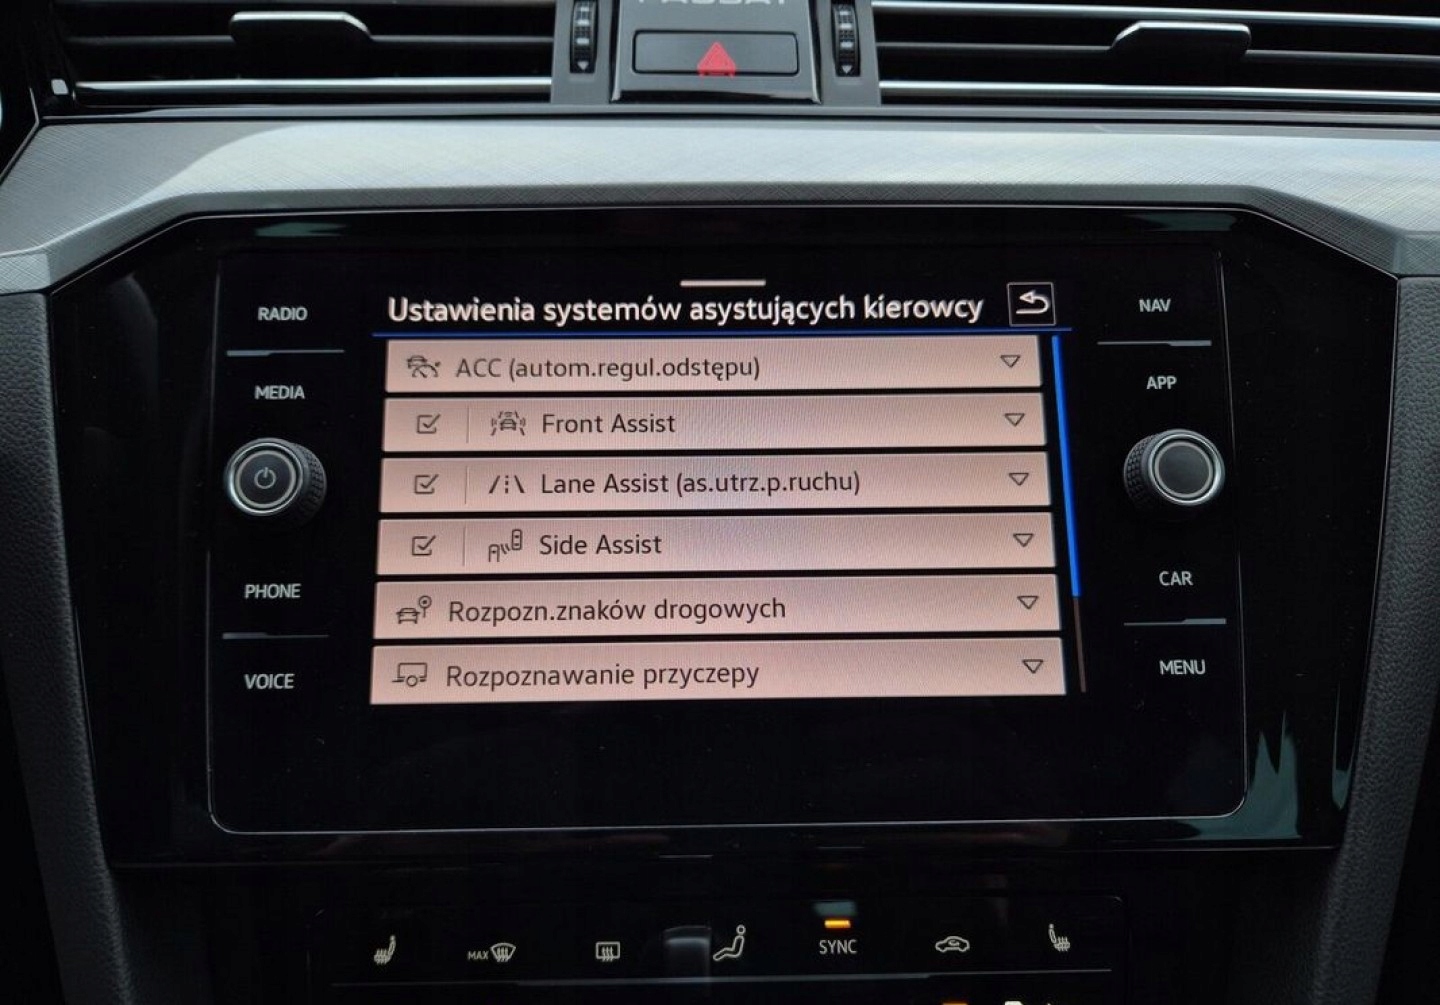 PASSAT
Ustawienia systemów asystujących kierowcy
RADIO
NAV
ACC (autom.regul.odstępu)
MEDIA
APP
Front Assist
Lane Assist (as.utrz.p.ruchu)
Side Assist
PHONE
CAR
Rozpozn.znaków drogowych
VOICE
MENU
Rozpoznawanie przyczepy
MAX
SYNC